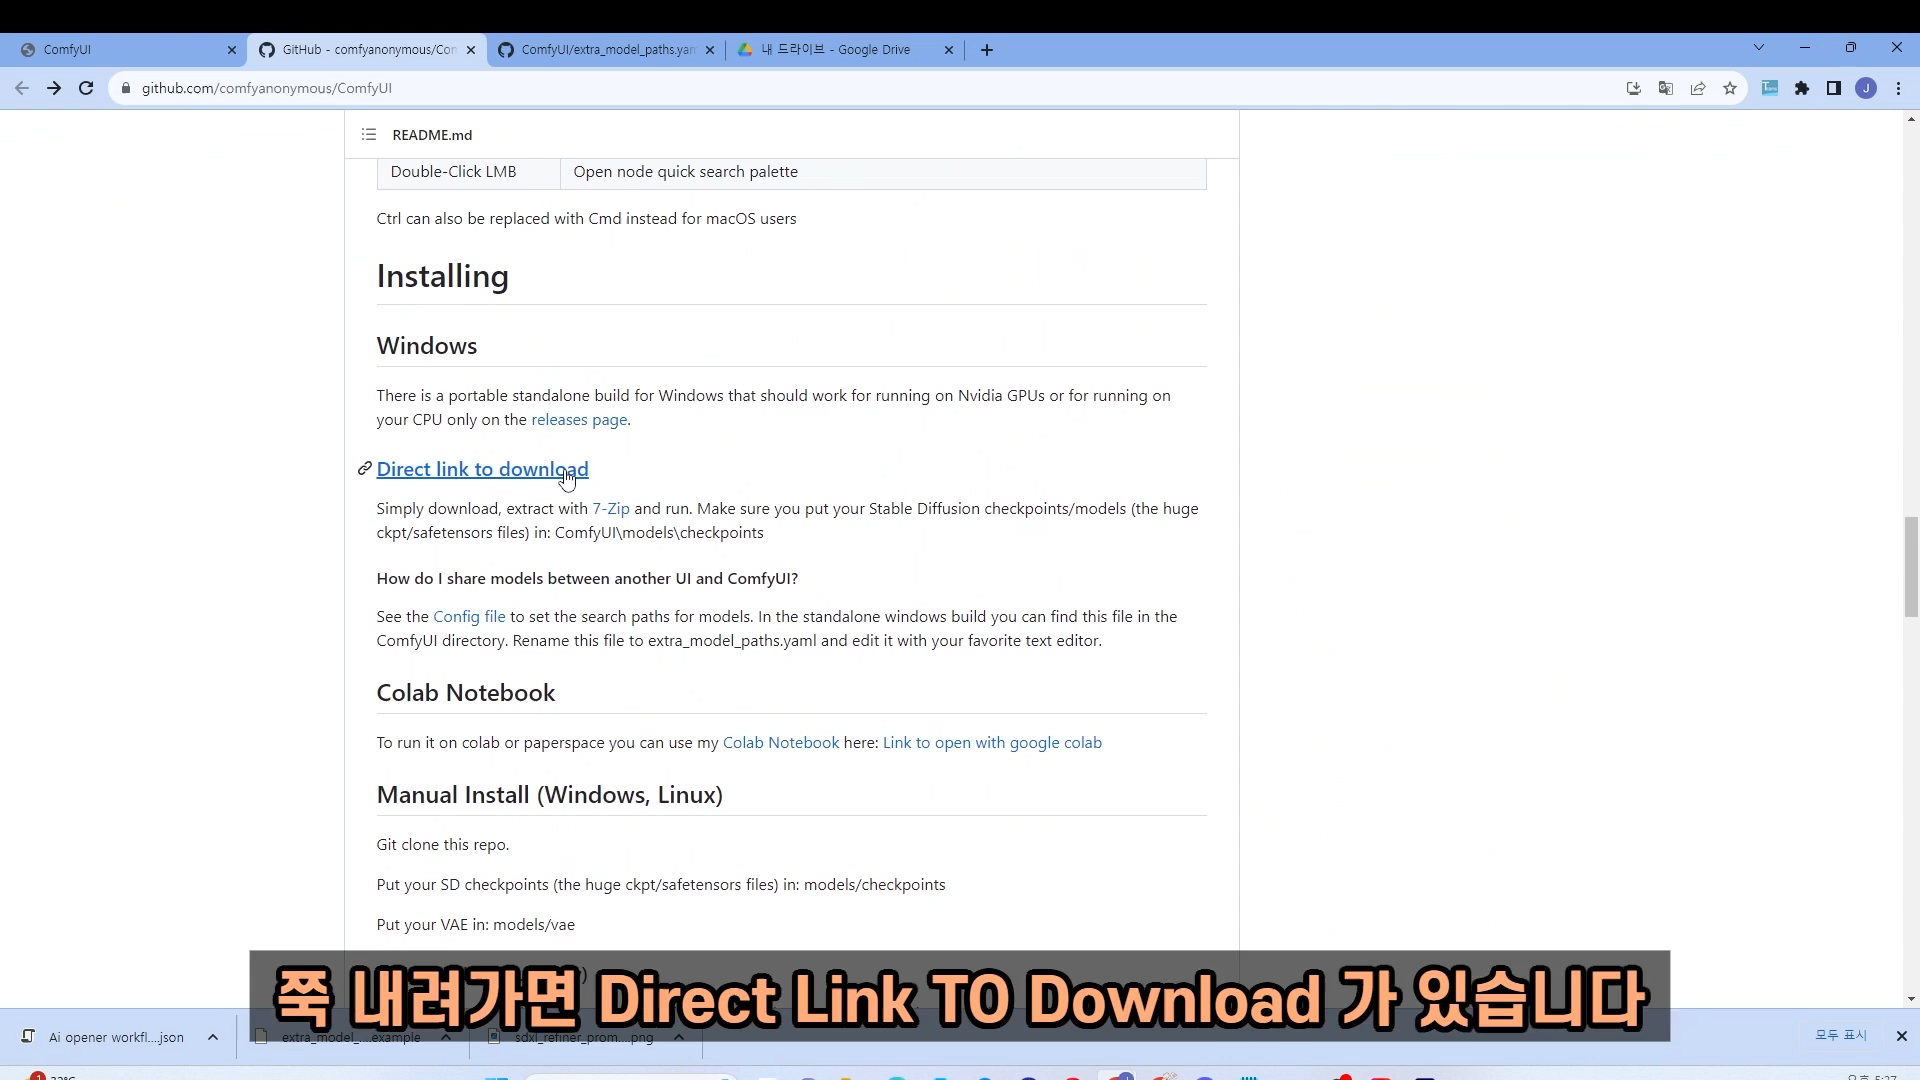 ComfyUI
GitHub - comfyanonymous/Con
ComfyUI/extra_model_paths.yam
내 드라이브 - Google Drive
github.com/comfyanonymous/ComfyUI
J
README.md
Double-Click LMB Open node quick search palette
Ctrl can also be replaced with Cmd instead for macOS users
Installing
Windows
There is a portable standalone build for Windows that should work for running on Nvidia GPUs or for running on
your CPU only on the releases page.
Direct link to download
Simply download, extract with 7-Zip and run. Make sure you put your Stable Diffusion checkpoints/models (the huge
ckpt/safetensors files) in: ComfyUI\models\checkpoints
How do I share models between another UI and ComfyUI?
See the Config file to set the search paths for models. In the standalone windows build you can find this file in the
ComfyUI directory. Rename this file to extra_model_paths.yaml and edit it with your favorite text editor.
Colab Notebook
To run it on colab or paperspace you can use my Colab Notebook here: Link to open with google colab
Manual Install (Windows, Linux)
Git clone this repo.
Put your SD checkpoints (the huge ckpt/safetensors files) in: models/checkpoints
Put your VAE in: models/vae
쭉 내려가면 Direct Link TO Download 가 있습니다
Ai opener workfl....json
extra_model_....example
sdxl_refiner_prom....png
모두 표시